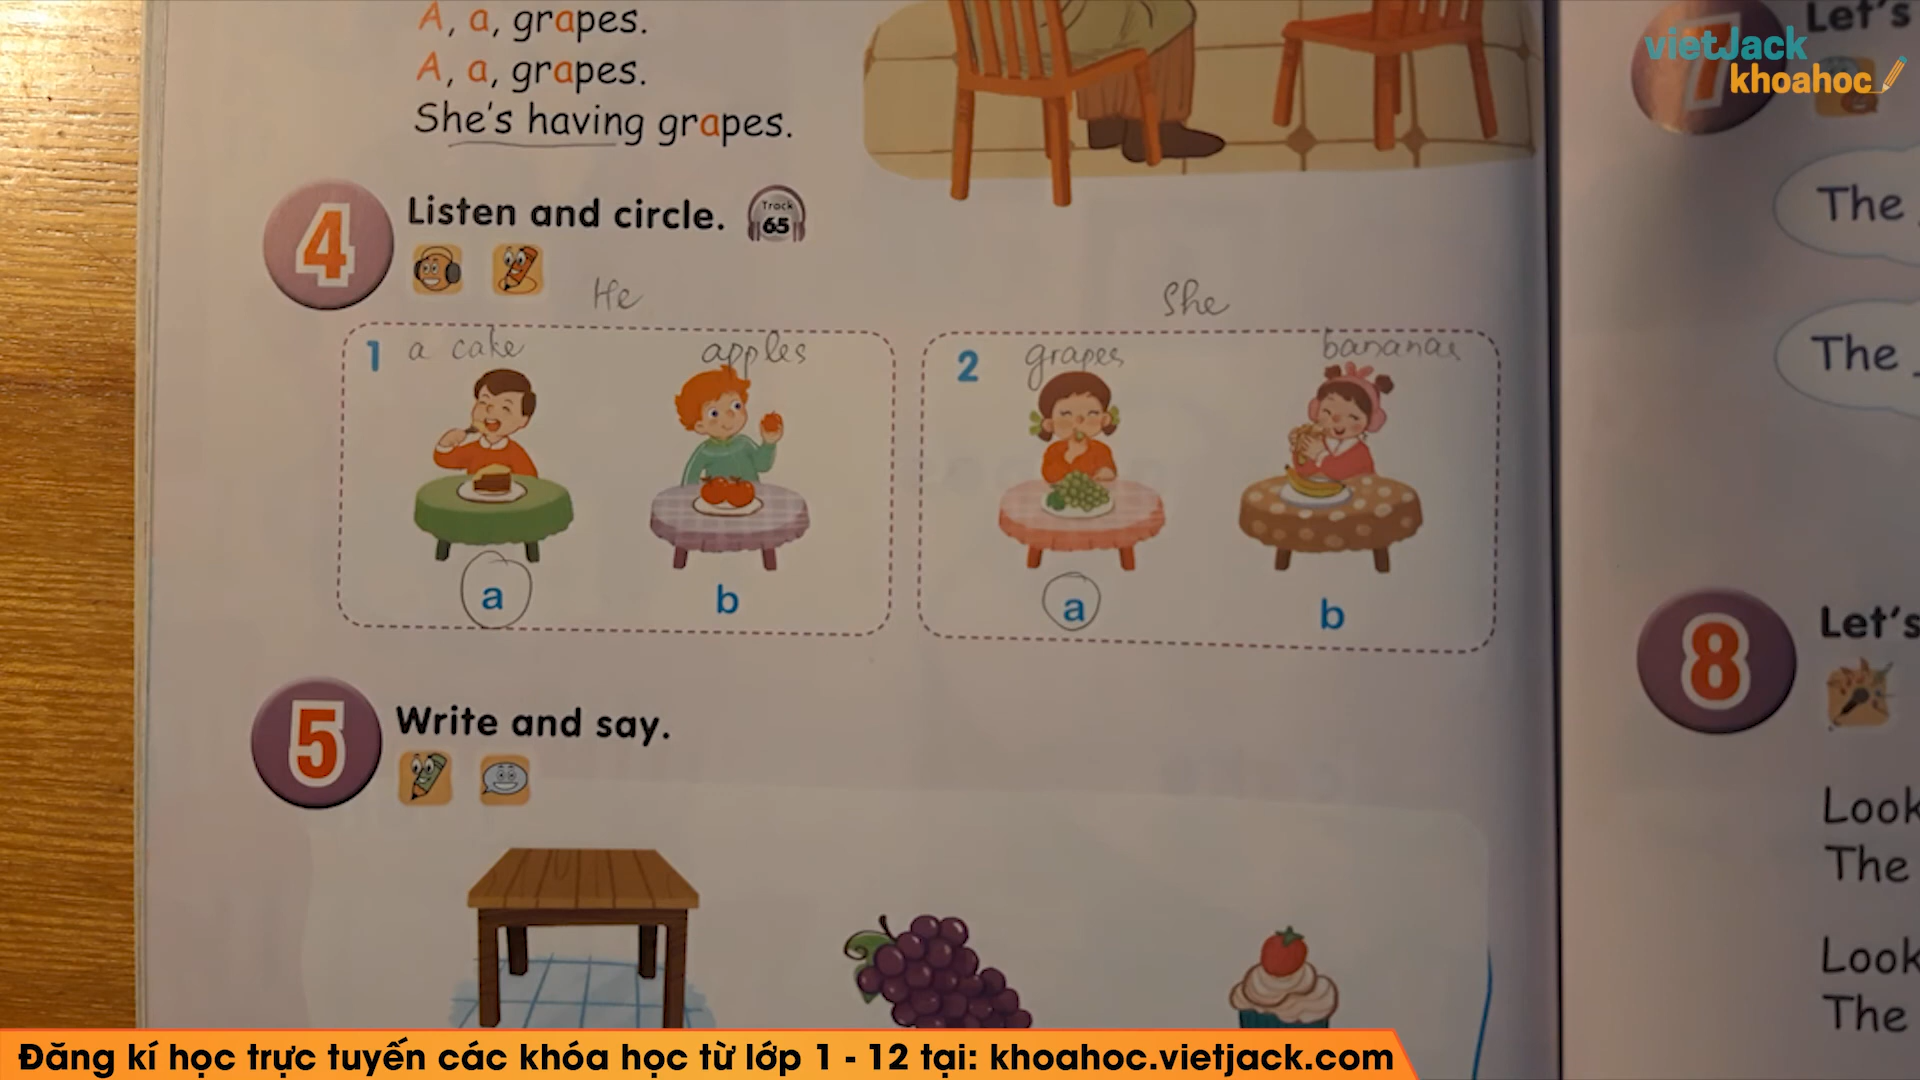 A, a, grapes.
A, a, grapes.
She's having grapes.
4 Listen and circle. Track 65
He
She
1 a cake apples
2 grapes bananas
a b
a b
5 Write and say.
7 Let's
The
The
8 Let's
Look
The
Look
The
vietJack
khoahoc
Đăng kí học trực tuyến các khóa học từ lớp 1 - 12 tại: khoahoc.vietjack.com